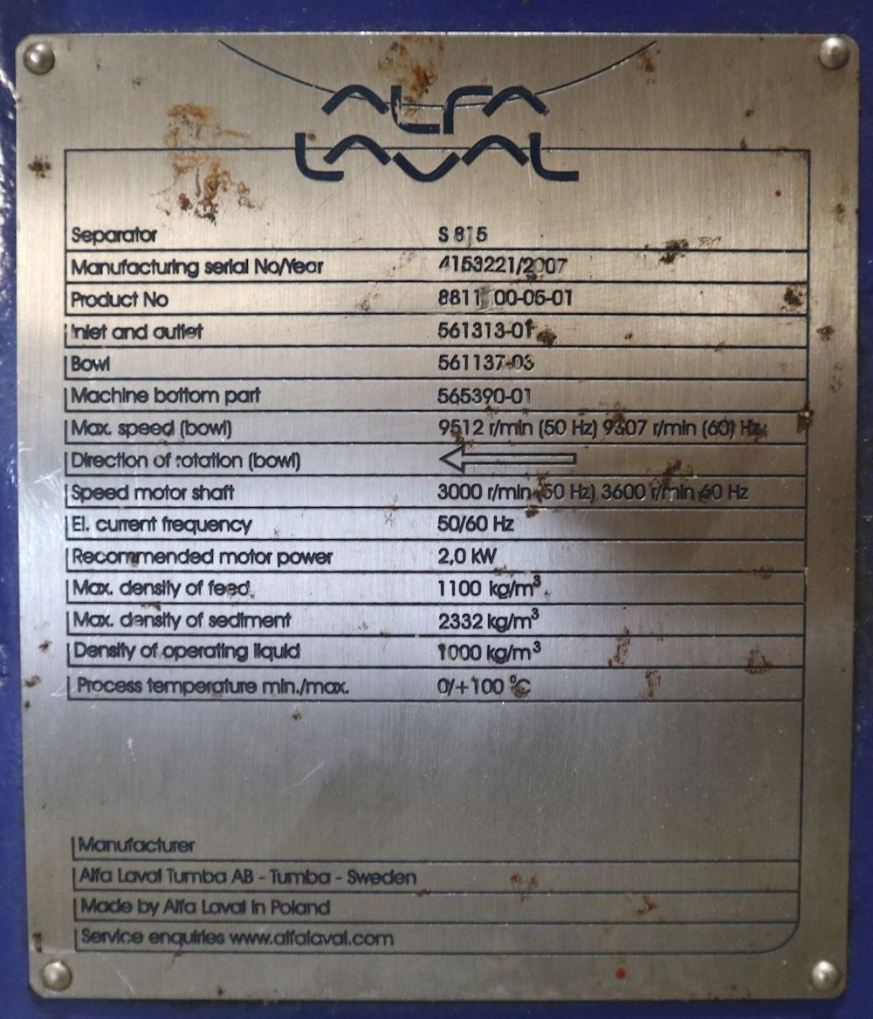 ALFA
LAVAL
Separator S 815
Manufacturing serial No/Year 4153221/2007
Product No
Inlet and outlet 561313-01
Bowl 561137-03
Machine bottom part 565390-01
Max. speed (bowl) 9512 r/min (50 Hz) r/min (60) Hz
Direction of rotation (bowl)
Speed motor shaft 3000 r/min (50 Hz) 3600 r/min 60 Hz
El. current frequency 50/60 Hz
Recommended motor power 2,0 kW
Max. density of feed 1100 kg/m³
Max. density of sediment 2332 kg/m³
Density of operating liquid 1000 kg/m³
Process temperature min./max. 0/+100 °C
Manufacturer
Alfa Laval Tumba AB - Tumba - Sweden
Made by Alfa Laval in Poland
Service enquiries www.alfalaval.com